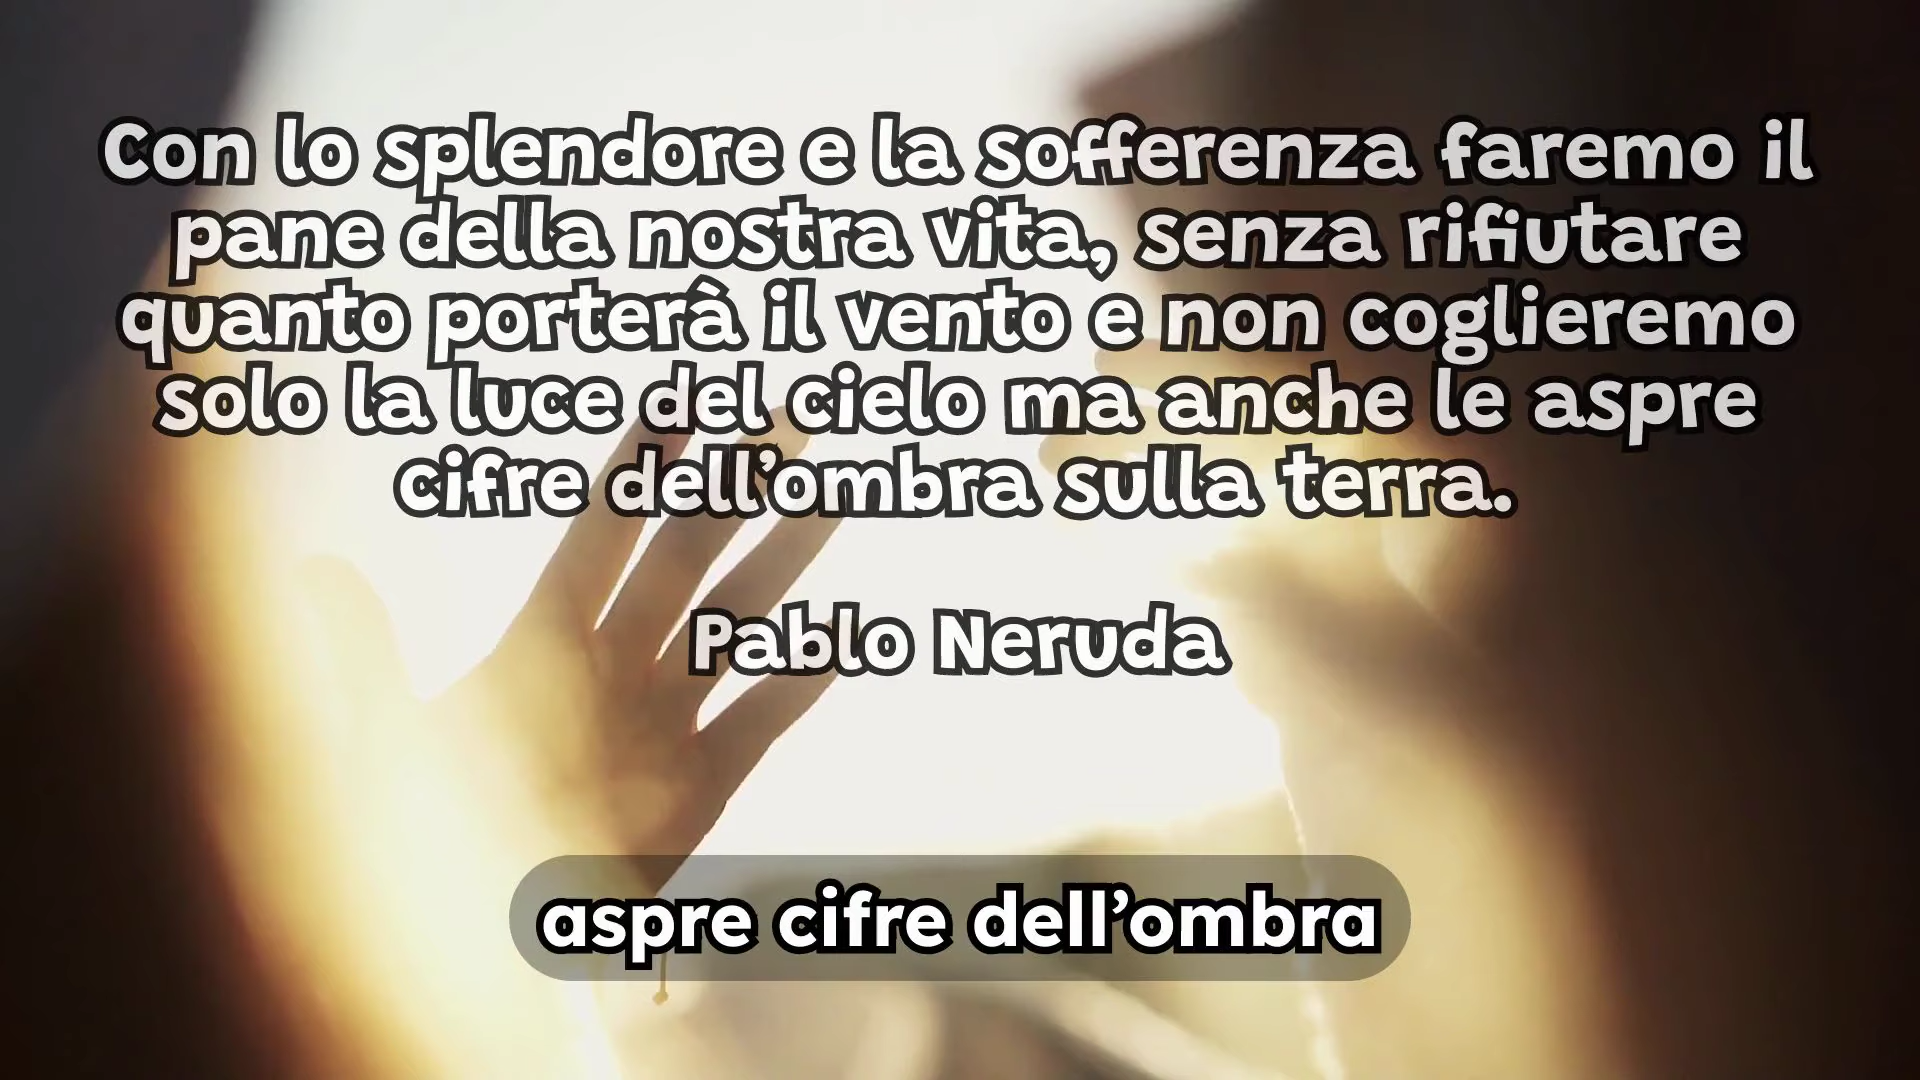 Con lo splendore e la sofferenza faremo il
pane della nostra vita, senza rifiutare
quanto porterà il vento e non coglieremo
solo la luce del cielo ma anche le aspre
cifre dell’ombra sulla terra.
Pablo Neruda
aspre cifre dell’ombra